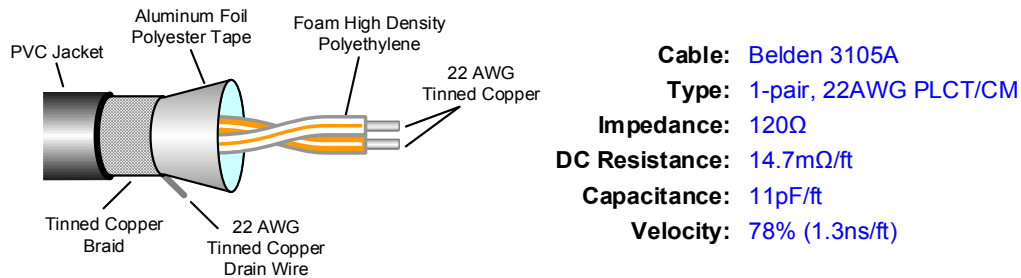 Aluminum Foil
Polyester Tape
Foam High Density
Polyethylene
PVC Jacket
22 AWG
Tinned Copper
Tinned Copper
Braid
22 AWG
Tinned Copper
Drain Wire
Cable: Belden 3105A
Type: 1-pair, 22AWG PLCT/CM
Impedance: 120Ω
DC Resistance: 14.7mΩ/ft
Capacitance: 11pF/ft
Velocity: 78% (1.3ns/ft)